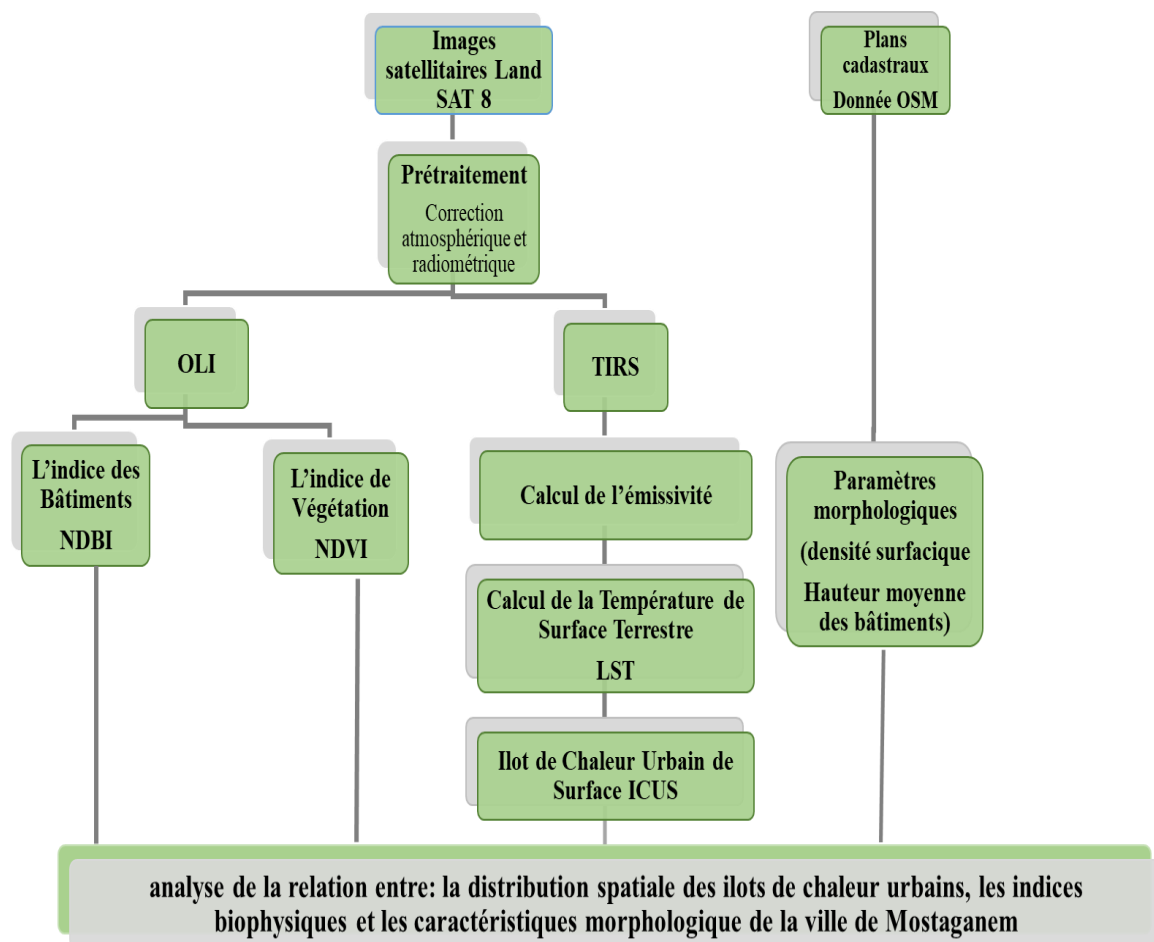 Images
satellitaires Land
SAT 8
Plans
cadastraux
Donnée OSM
Prétraitement
Correction
atmosphérique et
radiométrique
OLI
TIRS
L’indice des
Bâtiments
NDBI
L’indice de
Végétation
NDVI
Calcul de l’émissivité
Calcul de la Température de
Surface Terrestre
LST
Ilot de Chaleur Urbain de
Surface ICUS
Paramètres
morphologiques
(densité surfacique
Hauteur moyenne
des bâtiments)
analyse de la relation entre: la distribution spatiale des ilots de chaleur urbains, les indices
biophysiques et les caractéristiques morphologique de la ville de Mostaganem